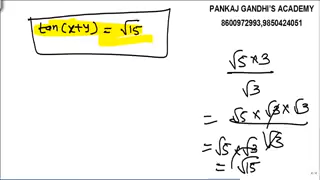 PANKAJ GANDHI'S ACADEMY
8600972993,9850424051
tan(x+y) = √15
√5 × 3
√3
= √5 × √3 × √3
√3
= √5 × √3
= √15